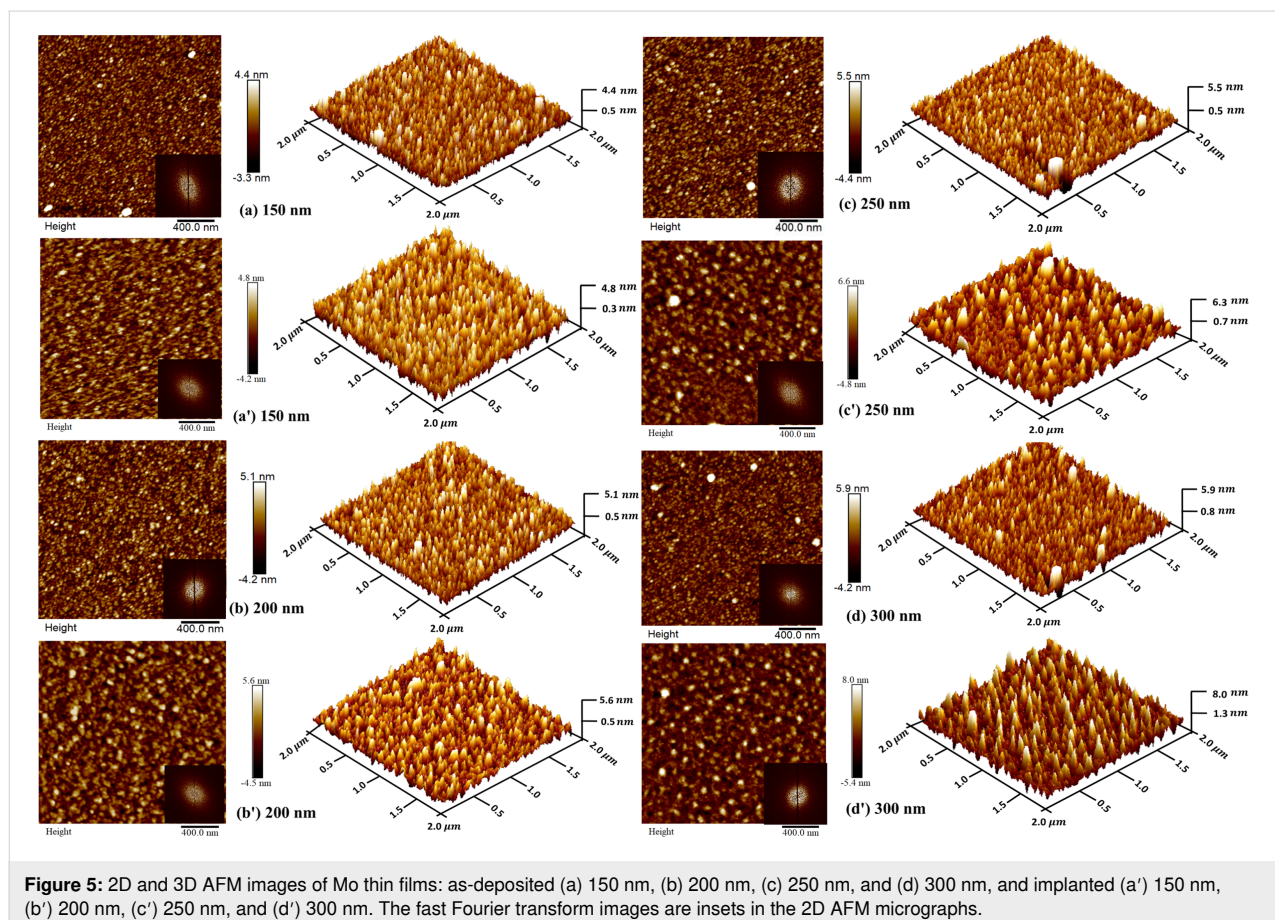 4.4 nm
-3.3 nm
Height
400.0 nm
(a) 150 nm
4.4 nm
0.5 nm
2.0 μm
0.5
1.0
1.5
2.0 μm
0.5
1.0
1.5
2.0 μm
5.5 nm
-4.4 nm
Height
400.0 nm
(c) 250 nm
5.5 nm
0.5 nm
2.0 μm
0.5
1.0
1.5
2.0 μm
0.5
1.0
1.5
2.0 μm
4.8 nm
-4.2 nm
Height
400.0 nm
(a') 150 nm
4.8 nm
0.3 nm
2.0 μm
0.5
1.0
1.5
2.0 μm
0.5
1.0
1.5
2.0 μm
6.6 nm
-4.8 nm
Height
400.0 nm
(c') 250 nm
6.3 nm
0.7 nm
2.0 μm
0.5
1.0
1.5
2.0 μm
0.5
1.0
1.5
2.0 μm
5.1 nm
-4.2 nm
Height
400.0 nm
(b) 200 nm
5.1 nm
0.5 nm
2.0 μm
0.5
1.0
1.5
2.0 μm
0.5
1.0
1.5
2.0 μm
5.9 nm
-4.2 nm
Height
400.0 nm
(d) 300 nm
5.9 nm
0.8 nm
2.0 μm
0.5
1.0
1.5
2.0 μm
0.5
1.0
1.5
2.0 μm
5.6 nm
-4.5 nm
Height
400.0 nm
(b') 200 nm
5.6 nm
0.5 nm
2.0 μm
0.5
1.0
1.5
2.0 μm
0.5
1.0
1.5
2.0 μm
8.0 nm
-5.4 nm
Height
400.0 nm
(d') 300 nm
8.0 nm
1.3 nm
2.0 μm
0.5
1.0
1.5
2.0 μm
0.5
1.0
1.5
2.0 μm
Figure 5: 2D and 3D AFM images of Mo thin films: as-deposited (a) 150 nm, (b) 200 nm, (c) 250 nm, and (d) 300 nm, and implanted (a′) 150 nm,
(b′) 200 nm, (c′) 250 nm, and (d′) 300 nm. The fast Fourier transform images are insets in the 2D AFM micrographs.